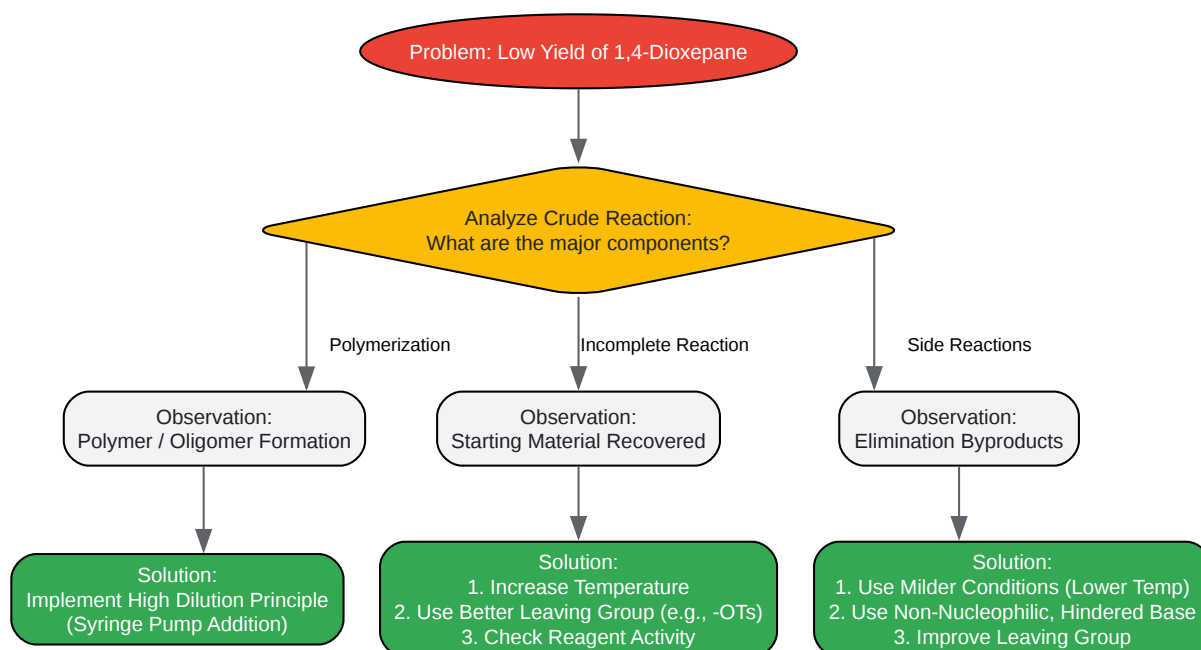 Problem: Low Yield of 1,4-Dioxepane
Analyze Crude Reaction:
What are the major components?
Polymerization
Incomplete Reaction
Side Reactions
Observation:
Polymer / Oligomer Formation
Observation:
Starting Material Recovered
Observation:
Elimination Byproducts
Solution:
Implement High Dilution Principle
(Syringe Pump Addition)
Solution:
1. Increase Temperature
2. Use Better Leaving Group (e.g., -OTs)
3. Check Reagent Activity
Solution:
1. Use Milder Conditions (Lower Temp)
2. Use Non-Nucleophilic, Hindered Base
3. Improve Leaving Group